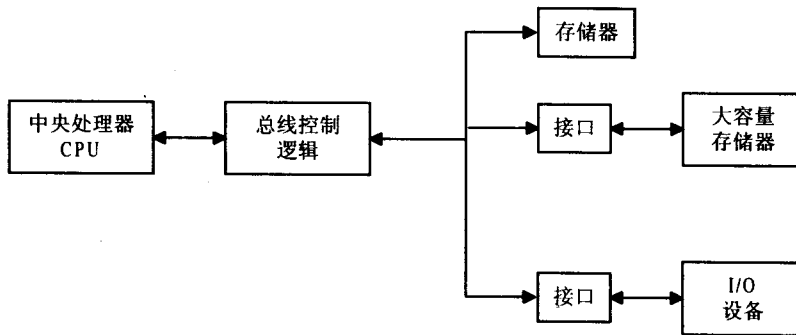 存储器
中央处理器
CPU
总线控制
逻辑
接口
大容量
存储器
接口
I/O
设备